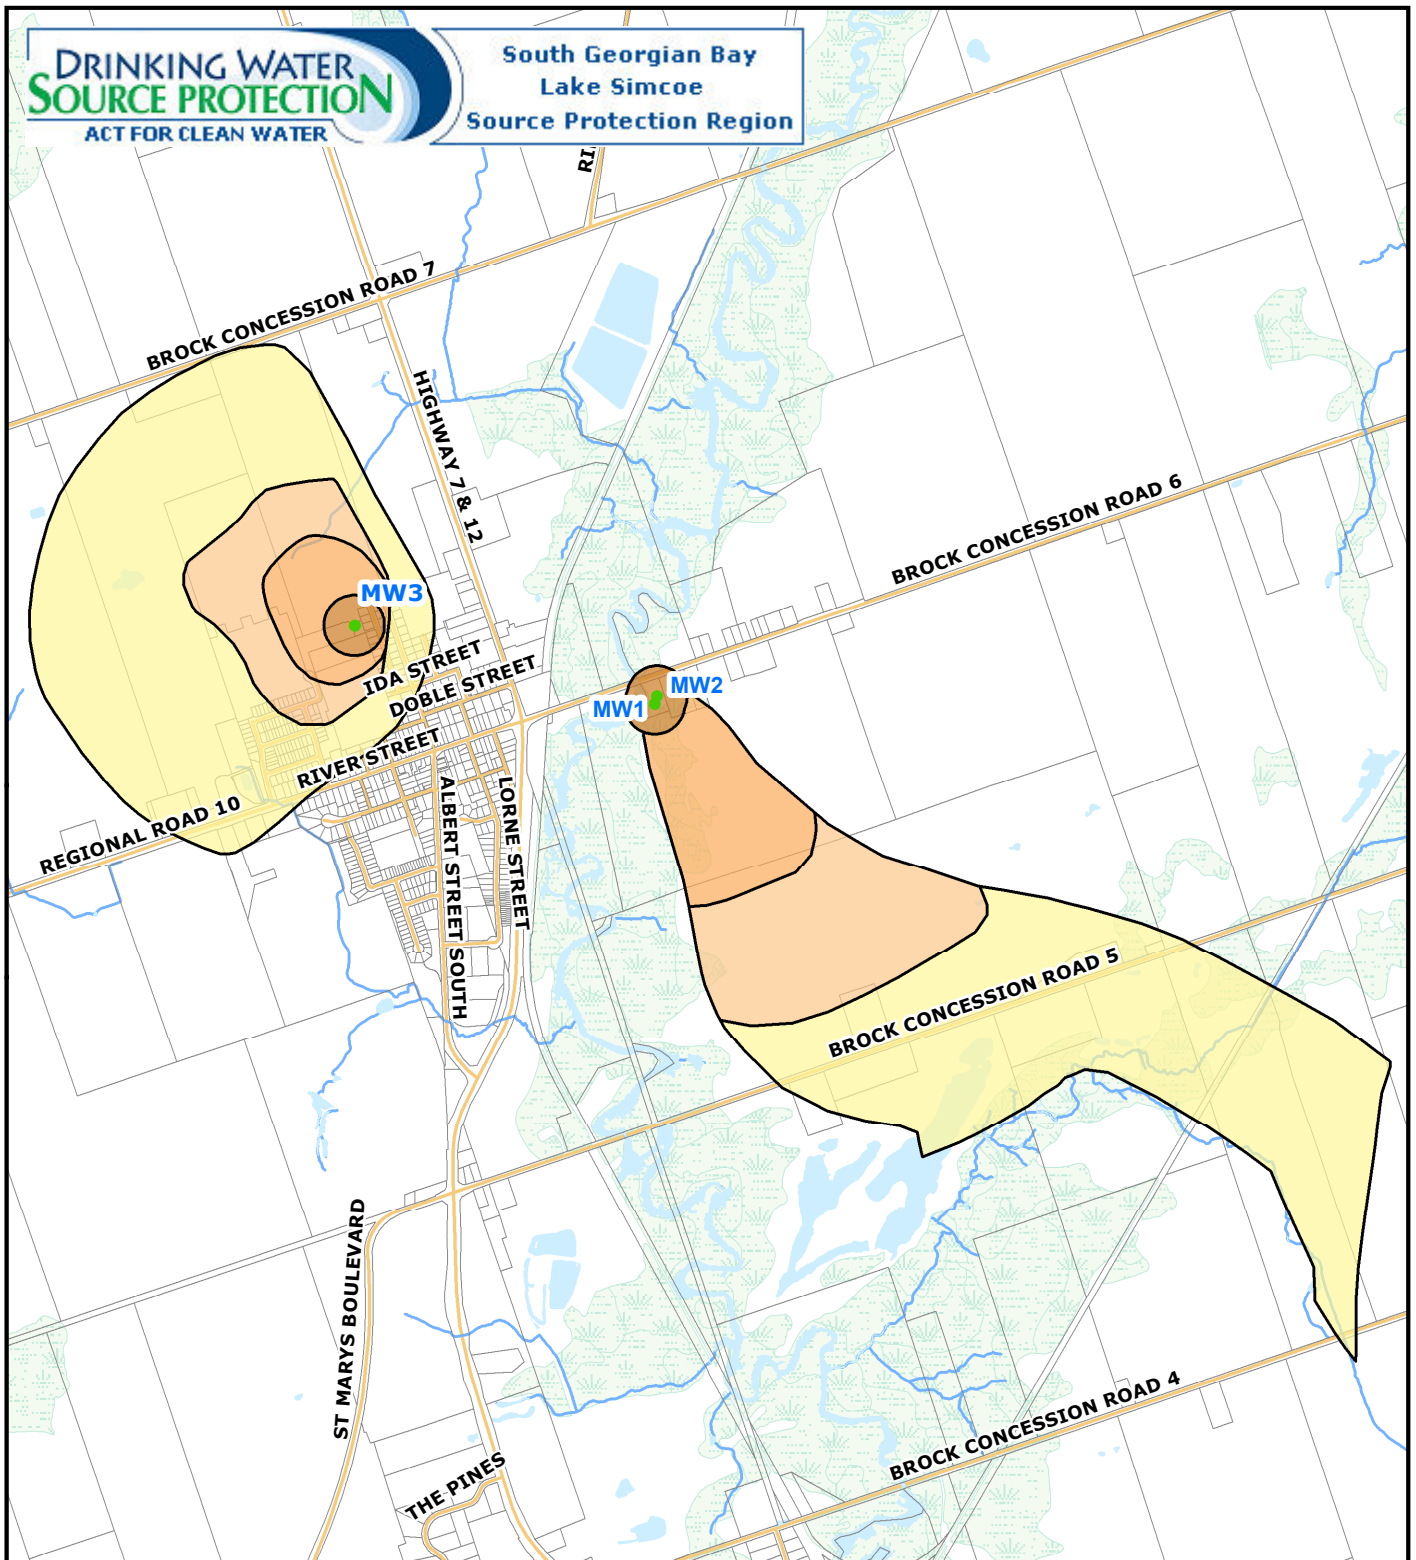 DRINKING WATER
SOURCE PROTECTION
ACT FOR CLEAN WATER
South Georgian Bay
Lake Simcoe
Source Protection Region
BROCK CONCESSION ROAD 7
HIGHWAY 7 & 12
BROCK CONCESSION ROAD 6
MW3
IDA STREET
DOBLE STREET
MW2
MW1
RIVER STREET
REGIONAL ROAD 10
ALBERT STREET SOUTH
LORNE STREET
BROCK CONCESSION ROAD 5
ST MARYS BOULEVARD
BROCK CONCESSION ROAD 4
THE PINES